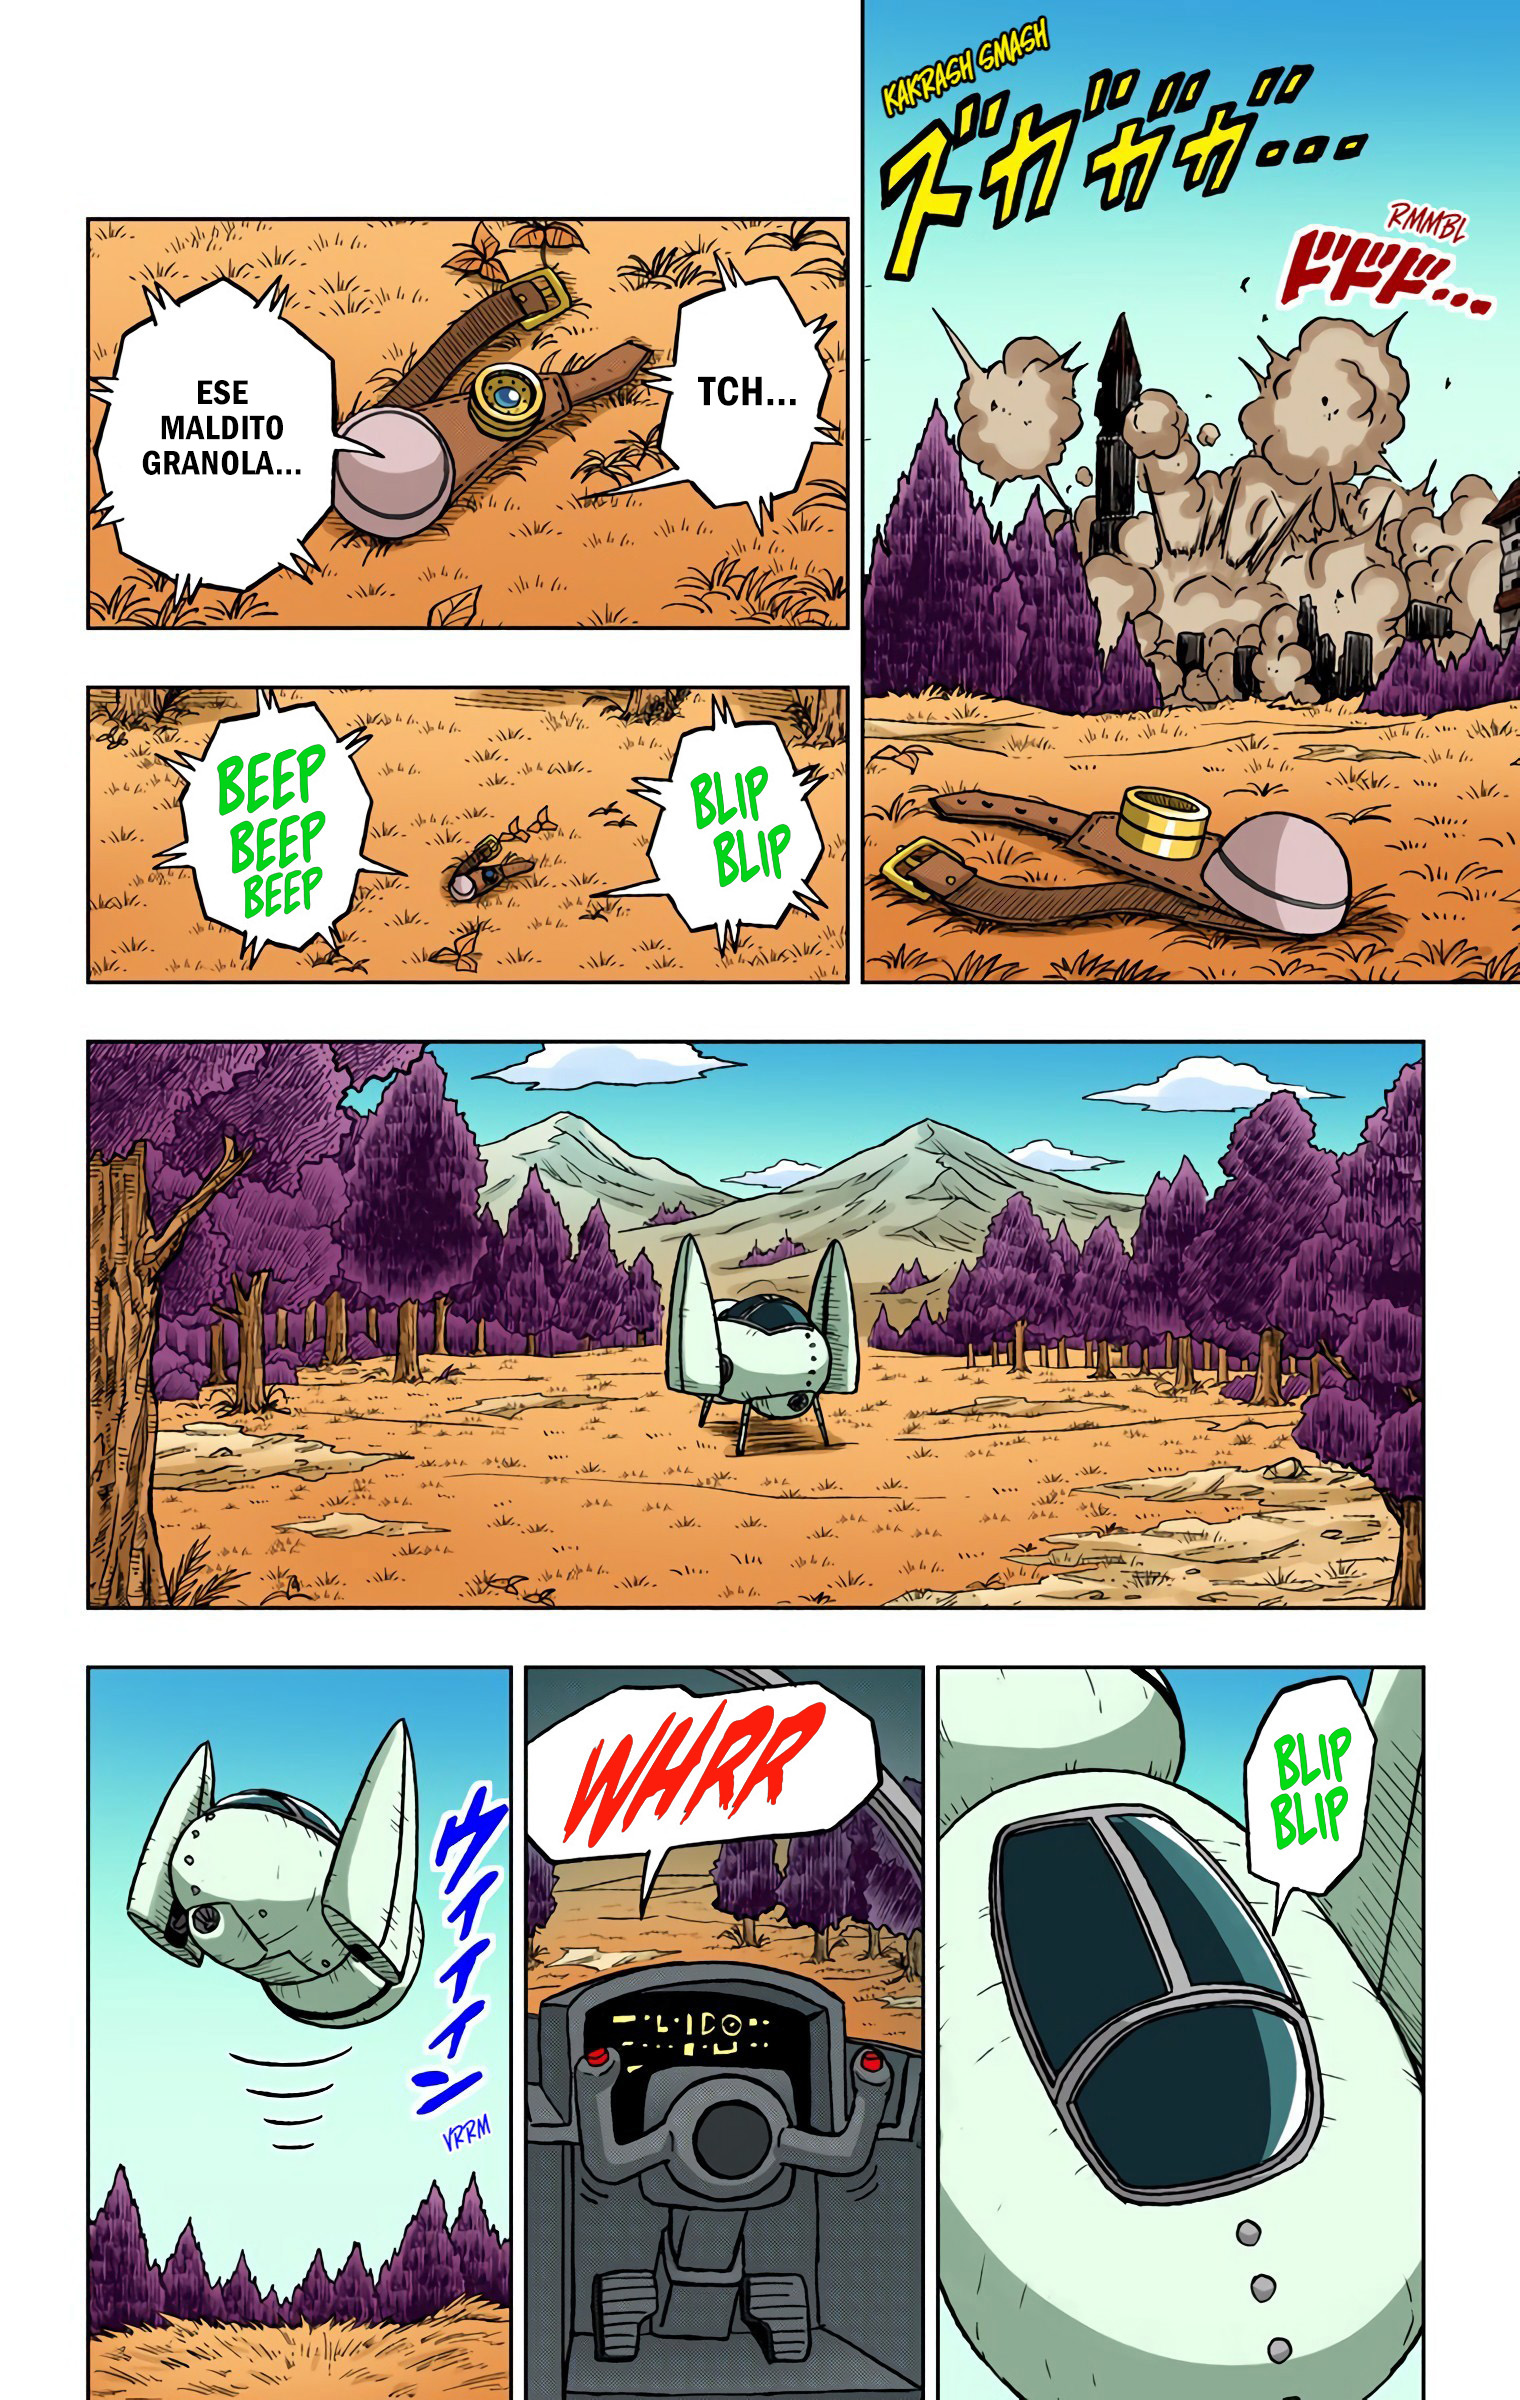 KAKRASH SMASH
ズガガガ...
RMMBL
ドドド...
TCH...
ESE
MALDITO
GRANOLA...
BLIP
BLIP
BEEP
BEEP
BEEP
BLIP
BLIP
WHRR
ウィイイイン
VRRM